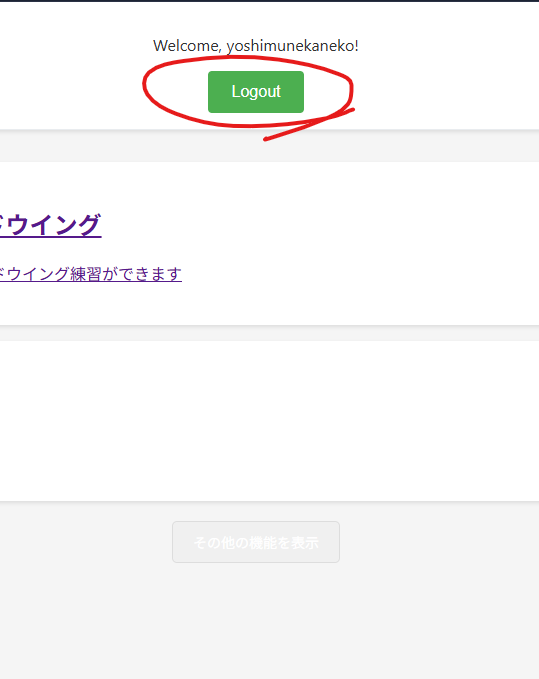 Welcome, yoshimunekaneko!
Logout
ドウイング
ドウイング練習ができます
その他の機能を表示